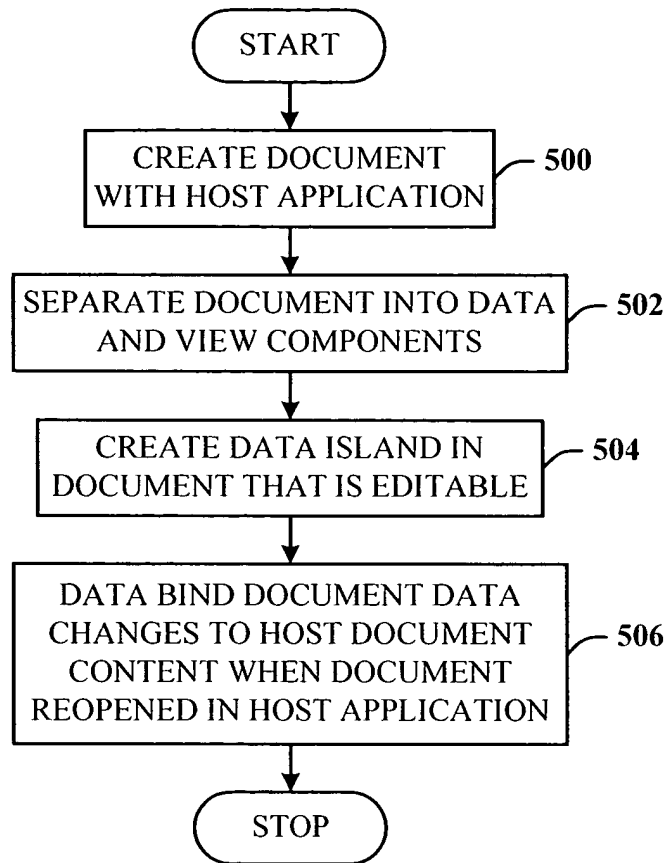 START
CREATE DOCUMENT
WITH HOST APPLICATION
500
SEPARATE DOCUMENT INTO DATA
AND VIEW COMPONENTS
502
CREATE DATA ISLAND IN
DOCUMENT THAT IS EDITABLE
504
DATA BIND DOCUMENT DATA
CHANGES TO HOST DOCUMENT
CONTENT WHEN DOCUMENT
REOPENED IN HOST APPLICATION
506
STOP